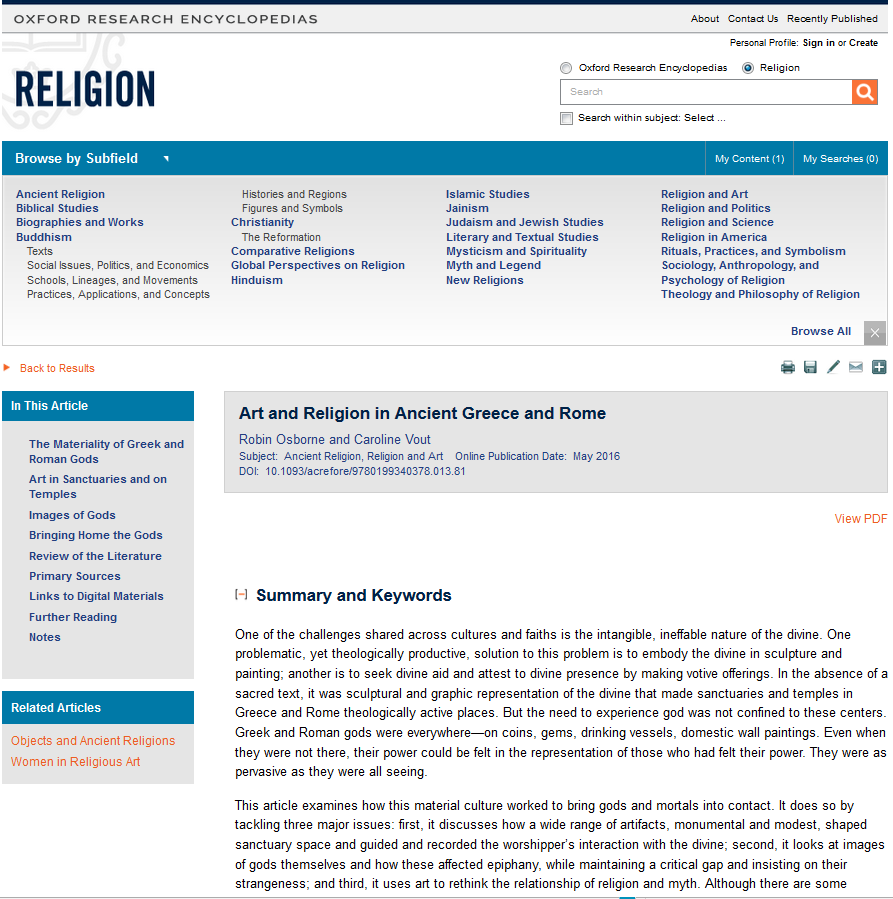 OXFORD RESEARCH ENCYCLOPEDIAS
About Contact Us Recently Published
Personal Profile: Sign in or Create
RELIGION
Oxford Research Encyclopedias Religion
Search
Search within subject: Select ...
Browse by Subfield
My Content (1) My Searches (0)
Ancient Religion
Biblical Studies
Biographies and Works
Buddhism
Texts
Social Issues, Politics, and Economics
Schools, Lineages, and Movements
Practices, Applications, and Concepts
Histories and Regions
Figures and Symbols
Christianity
The Reformation
Comparative Religions
Global Perspectives on Religion
Hinduism
Islamic Studies
Jainism
Judaism and Jewish Studies
Literary and Textual Studies
Mysticism and Spirituality
Myth and Legend
New Religions
Religion and Art
Religion and Politics
Religion and Science
Religion in America
Rituals, Practices, and Symbolism
Sociology, Anthropology, and
Psychology of Religion
Theology and Philosophy of Religion
Browse All
Back to Results
In This Article
The Materiality of Greek and
Roman Gods
Art in Sanctuaries and on
Temples
Images of Gods
Bringing Home the Gods
Review of the Literature
Primary Sources
Links to Digital Materials
Further Reading
Notes
Related Articles
Objects and Ancient Religions
Women in Religious Art
Art and Religion in Ancient Greece and Rome
Robin Osborne and Caroline Vout
Subject: Ancient Religion, Religion and Art Online Publication Date: May 2016
DOI: 10.1093/acrefore/9780199340378.013.81
View PDF
[–] Summary and Keywords
One of the challenges shared across cultures and faiths is the intangible, ineffable nature of the divine. One
problematic, yet theologically productive, solution to this problem is to embody the divine in sculpture and
painting; another is to seek divine aid and attest to divine presence by making votive offerings. In the absence of a
sacred text, it was sculptural and graphic representation of the divine that made sanctuaries and temples in
Greece and Rome theologically active places. But the need to experience god was not confined to these centers.
Greek and Roman gods were everywhere—on coins, gems, drinking vessels, domestic wall paintings. Even when
they were not there, their power could be felt in the representation of those who had felt their power. They were as
pervasive as they were all seeing.
This article examines how this material culture worked to bring gods and mortals into contact. It does so by
tackling three major issues: first, it discusses how a wide range of artifacts, monumental and modest, shaped
sanctuary space and guided and recorded the worshipper's interaction with the divine; second, it looks at images
of gods themselves and how these affected epiphany, while maintaining a critical gap and insisting on their
strangeness; and third, it uses art to rethink the relationship of religion and myth. Although there are some